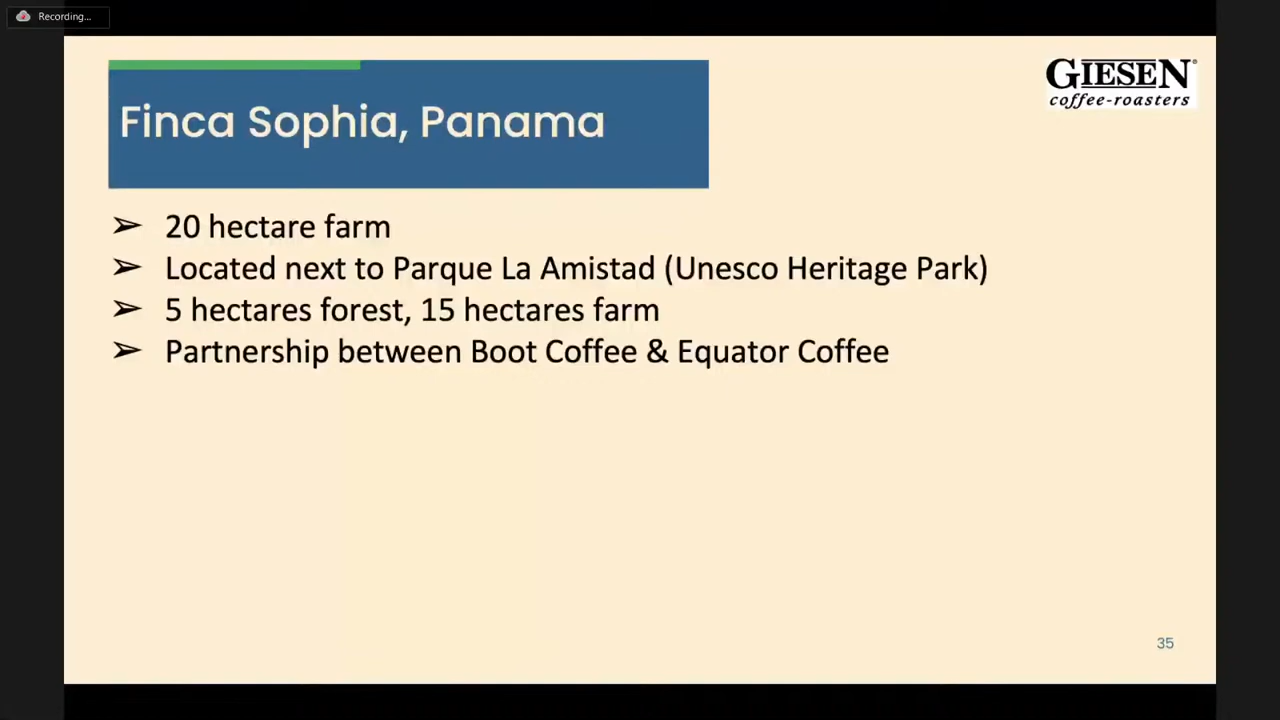 Recording...
GIESEN
coffee-roasters
Finca Sophia, Panama
➢ 20 hectare farm
➢ Located next to Parque La Amistad (Unesco Heritage Park)
➢ 5 hectares forest, 15 hectares farm
➢ Partnership between Boot Coffee & Equator Coffee
35